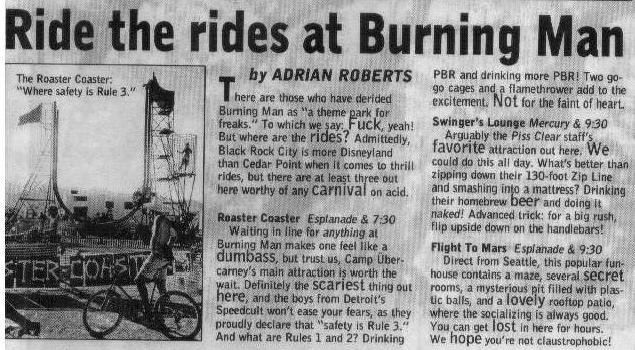 Ride the rides at Burning Man
The Roaster Coaster:
"Where safety is Rule 3."
STER-COAST
by ADRIAN ROBERTS
There are those who have derided
Burning Man as "a theme park for
freaks." To which we say: Fuck, yeah!
But where are the rides? Admittedly,
Black Rock City is more Disneyland
than Cedar Point when it comes to thrill
rides, but there are at least three out
here worthy of any carnival on acid.
Roaster Coaster Esplanade & 7:30
Waiting in line for anything at
Burning Man makes one feel like a
dumbass, but trust us, Camp Über-
carney's main attraction is worth the
wait. Definitely the scariest thing out
here, and the boys from Detroit's
Speedcult won't ease your fears, as they
proudly declare that "safety is Rule 3."
And what are Rules 1 and 2? Drinking
PBR and drinking more PBR! Two go-
go cages and a flamethrower add to the
excitement. Not for the faint of heart.
Swinger's Lounge Mercury & 9:30
Arguably the Piss Clear staff's
favorite attraction out here. We
could do this all day. What's better than
zipping down their 130-foot Zip Line
and smashing into a mattress? Drinking
their homebrew beer and doing it
naked! Advanced trick: for a big rush,
flip upside down on the handlebars!
Flight To Mars Esplanade & 9:30
Direct from Seattle, this popular fun-
house contains a maze, several secret
rooms, a mysterious pit filled with plas-
tic balls, and a lovely rooftop patio,
where the socializing is always good.
You can get lost in here for hours.
We hope you're not claustrophobic!